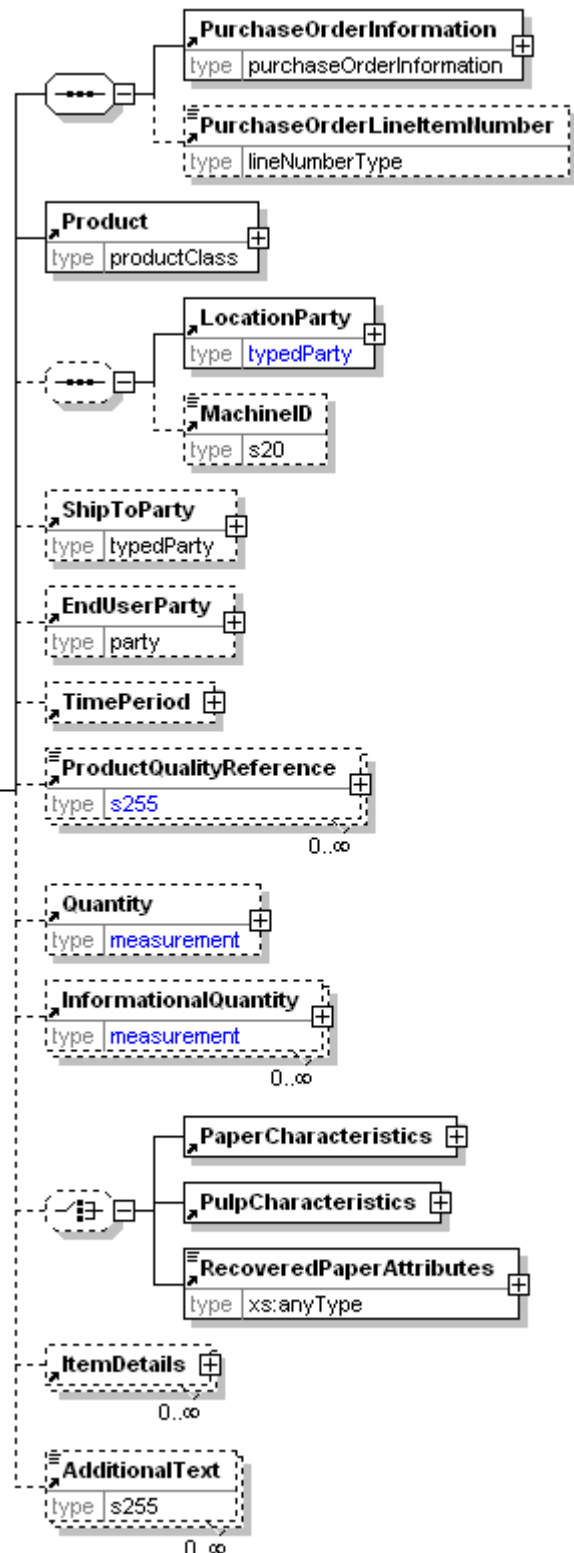 PurchaseOrderInformation
type purchaseOrderInformation
PurchaseOrderLineItemNumber
type lineNumberType
Product
type productClass
LocationParty
type typedParty
MachineID
type s20
ShipToParty
type typedParty
EndUserParty
type party
TimePeriod
ProductQualityReference
type s255
0..∞
Quantity
type measurement
InformationalQuantity
type measurement
0..∞
PaperCharacteristics
PulpCharacteristics
RecoveredPaperAttributes
type xs:anyType
ItemDetails
0..∞
AdditionalText
type s255
0..∞